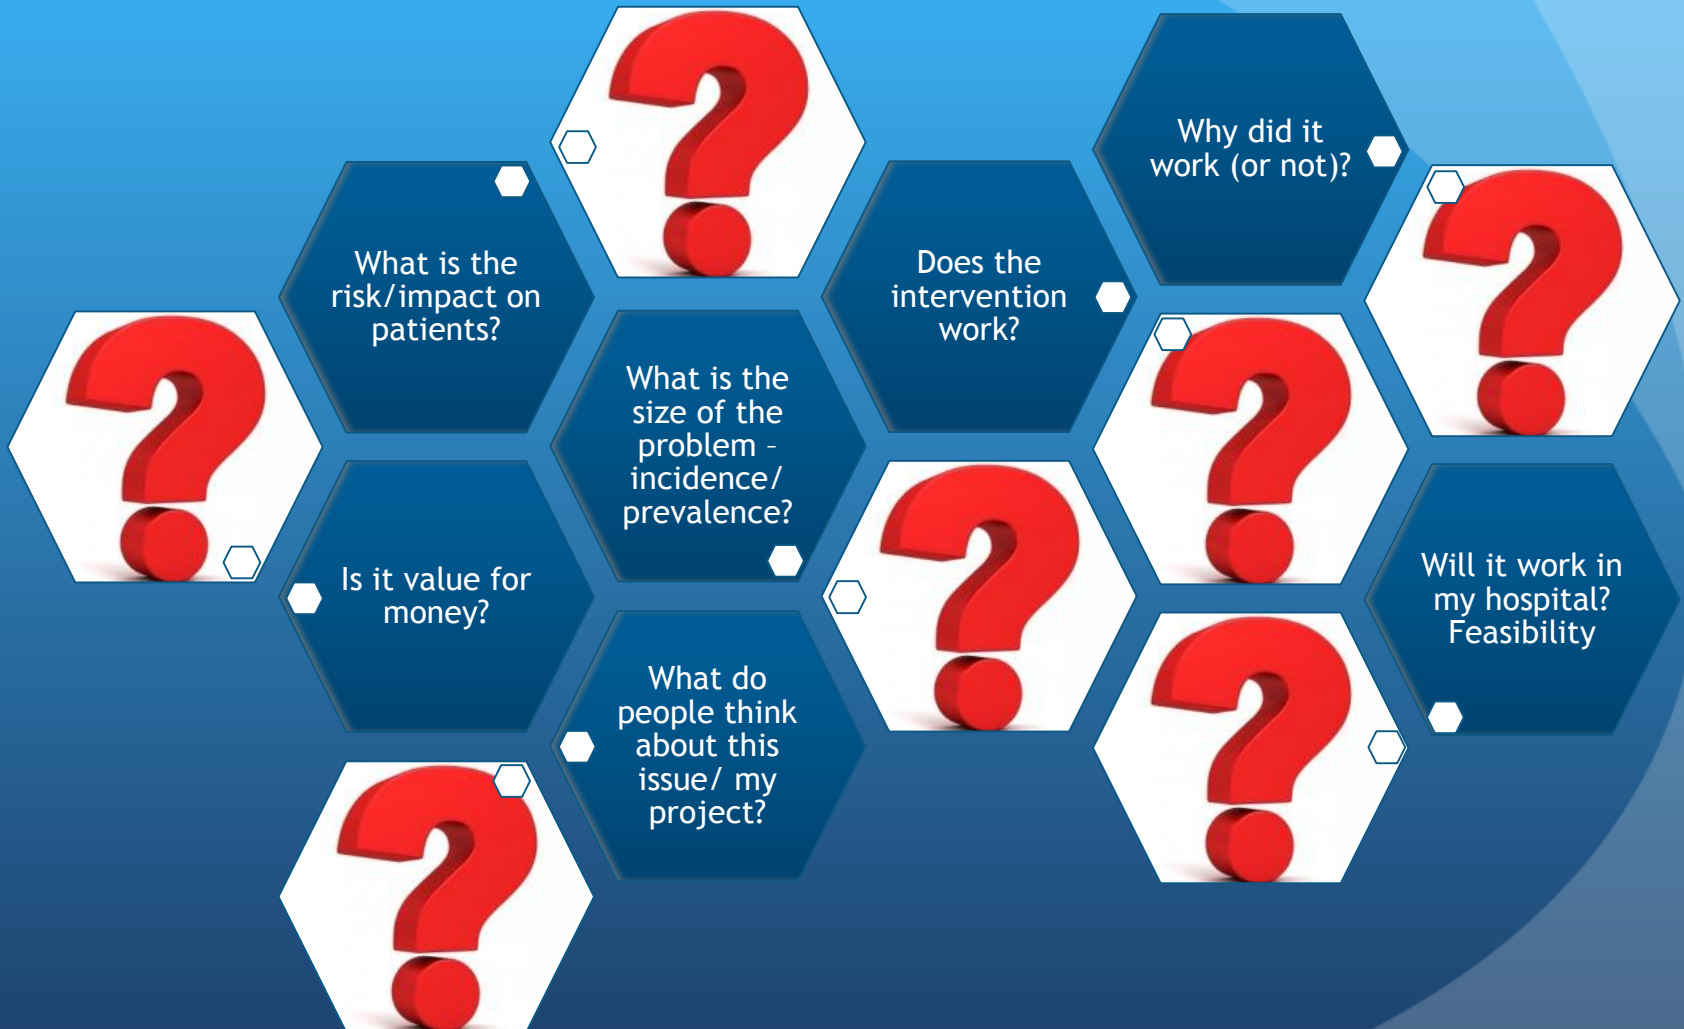 Why did it
work (or not)?
What is the
risk/impact on
patients?
Does the
intervention
work?
What is the
size of the
problem –
incidence/
prevalence?
Is it value for
money?
Will it work in
my hospital?
Feasibility
What do
people think
about this
issue/ my
project?